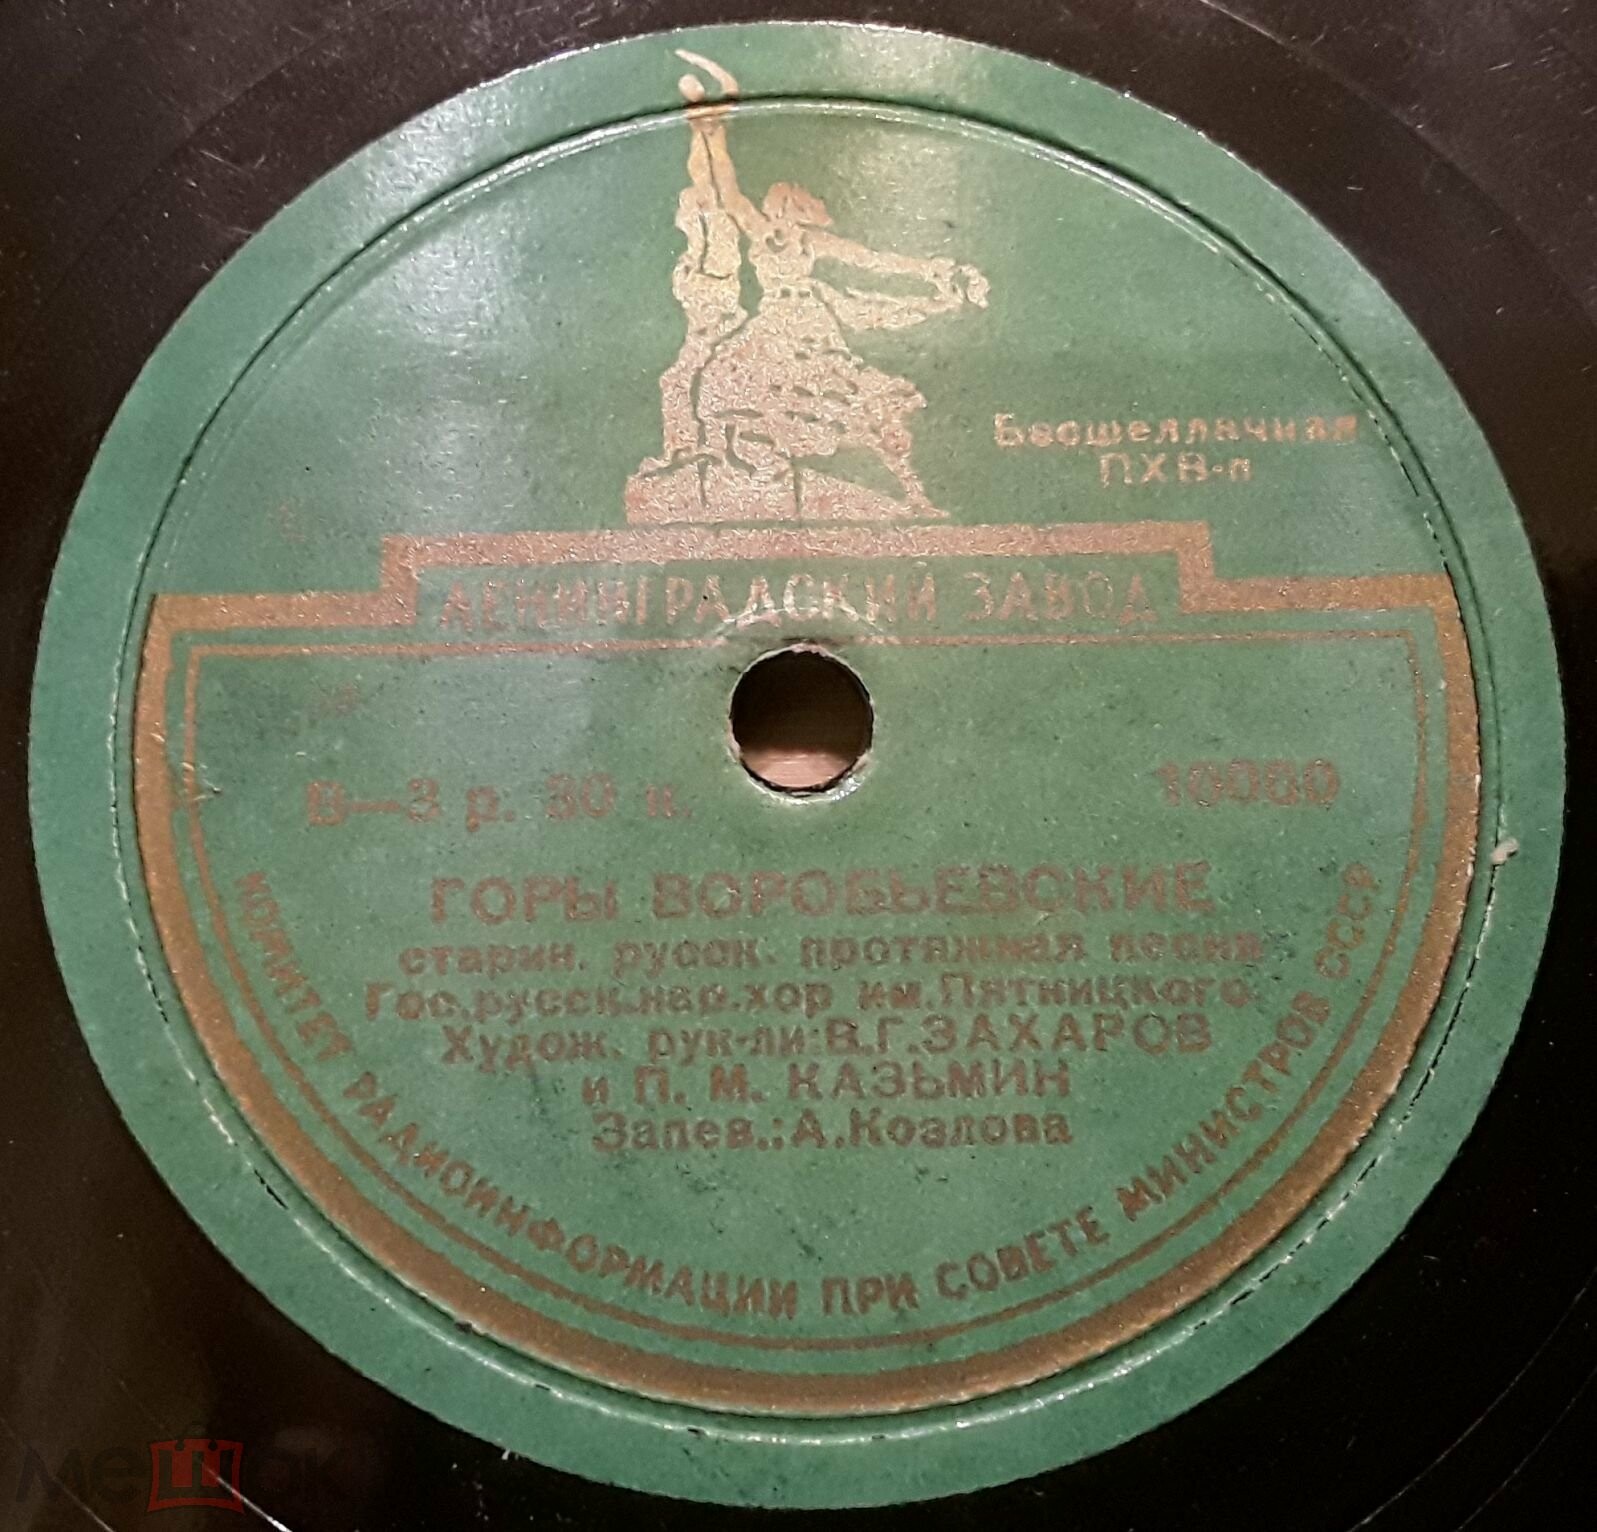 Бесшеллачная
ПХВ-п
ЛЕНИНГРАДСКИЙ ЗАВОД
В—3 р. 30 к.
ГОРЫ ВОРОБЬЕВСКИЕ
старин. русск. протяжная песня
Гос.русск.нар.хор им.Пятницкого
Худож. рук-ли:В.Г.ЗАХАРОВ
и П. М. КАЗЬМИН
Запев.:А.Козлова
КОМИТЕТ РАДИОИНФОРМАЦИИ ПРИ СОВЕТЕ МИНИСТРОВ СССР
мешок